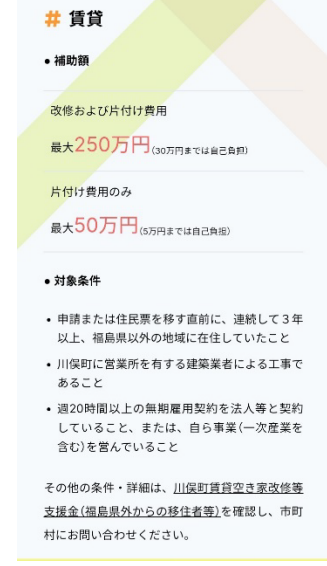 # 賃貸
• 補助額
改修および片付け費用
最大250万円(30万円までは自己負担)
片付け費用のみ
最大50万円(5万円までは自己負担)
• 対象条件
• 申請または住民票を移す直前に、連続して３年
以上、福島県以外の地域に在住していたこと
• 川俣町に営業所を有する建築業者による工事で
あること
• 週20時間以上の無期雇用契約を法人等と契約
していること、または、自ら事業(一次産業を
含む)を営んでいること
その他の条件・詳細は、川俣町賃貸空き家改修等
支援金(福島県外からの移住者等)を確認し、市町
村にお問い合わせください。